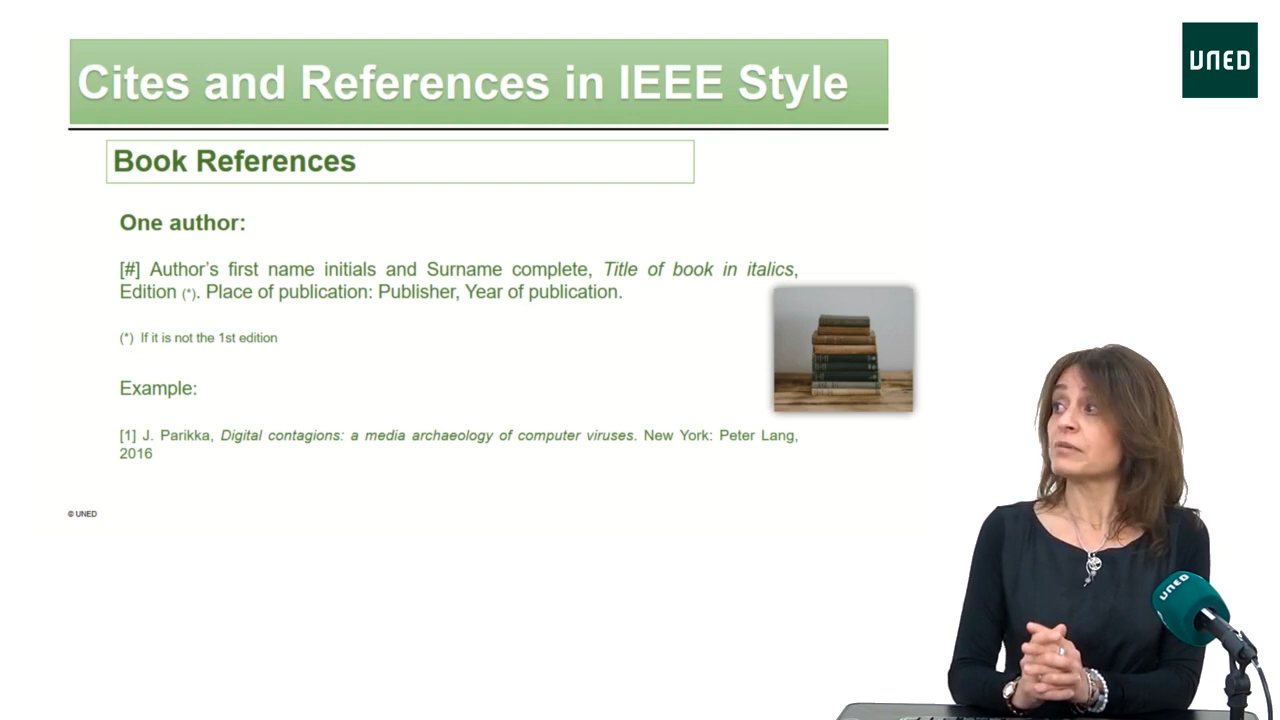 Cites and References in IEEE Style
UNED
Book References
One author:
[#] Author's first name initials and Surname complete, Title of book in italics,
Edition (*). Place of publication: Publisher, Year of publication.
(*) If it is not the 1st edition
Example:
[1] J. Parikka, Digital contagions: a media archaeology of computer viruses. New York: Peter Lang,
2016
© UNED
UNED